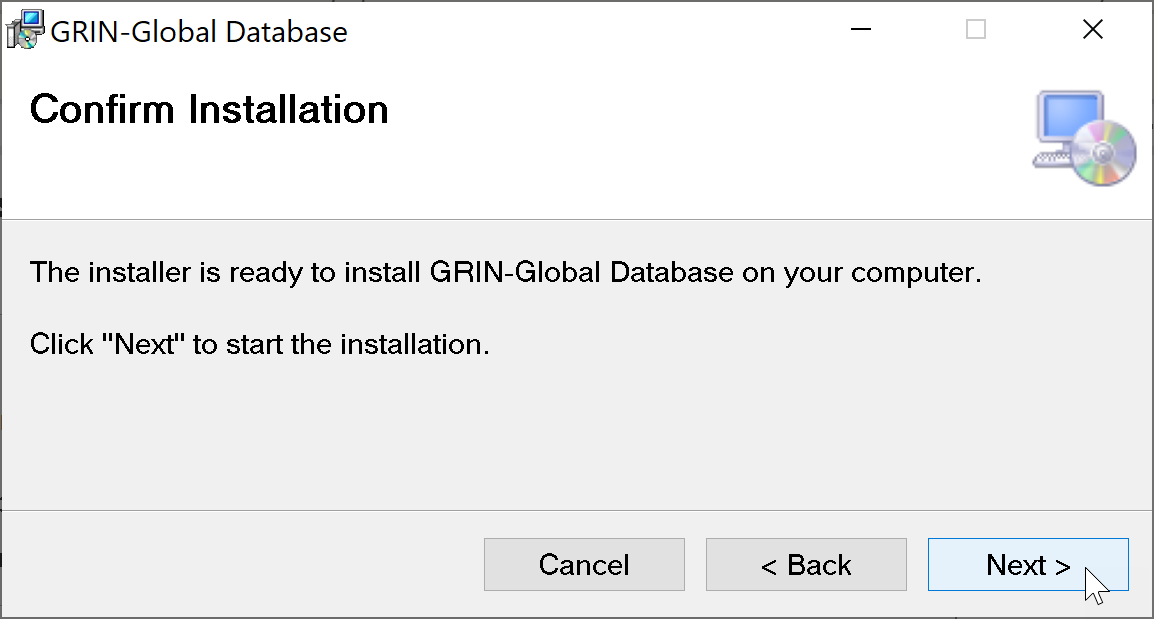 GRIN-Global Database
Confirm Installation
The installer is ready to install GRIN-Global Database on your computer.
Click "Next" to start the installation.
Cancel
< Back
Next >